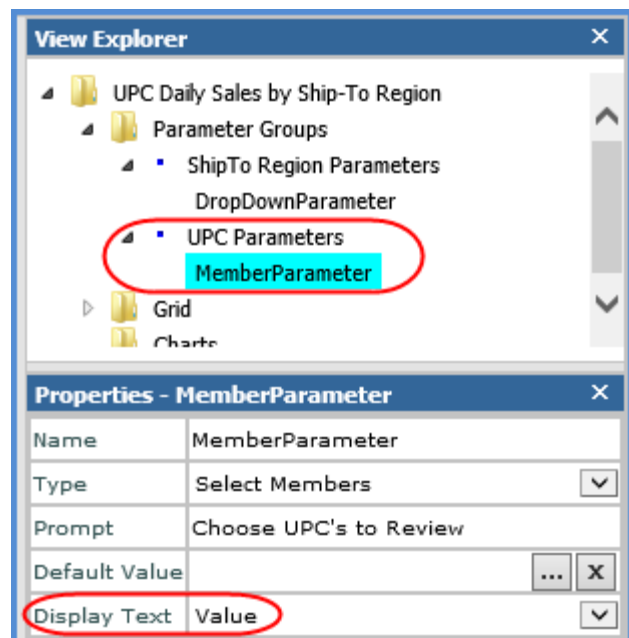 View Explorer
UPC Daily Sales by Ship-To Region
Parameter Groups
ShipTo Region Parameters
DropDownParameter
UPC Parameters
MemberParameter
Grid
Charts
Properties - MemberParameter
Name MemberParameter
Type Select Members
Prompt Choose UPC's to Review
Default Value ... x
Display Text Value